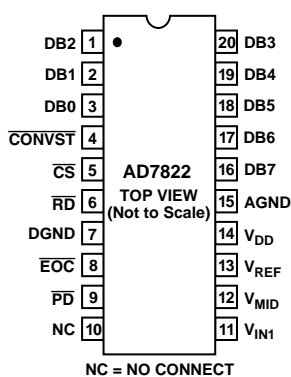 DB2 1 20 DB3
DB1 2 19 DB4
DB0 3 18 DB5
CONVST 4 17 DB6
CS 5 AD7822 16 DB7
RD 6 TOP VIEW 15 AGND
DGND 7 (Not to Scale) 14 VDD
EOC 8 13 VREF
PD 9 12 VMID
NC 10 11 VIN1
NC = NO CONNECT